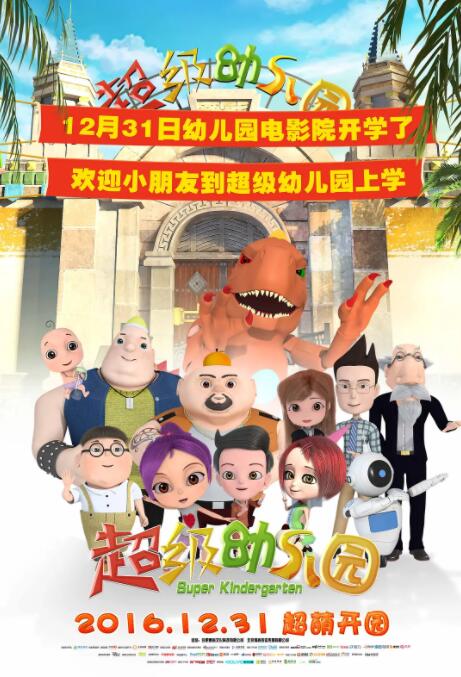 超级幼儿园
12月31日幼儿园电影院开学了
欢迎小朋友到超级幼儿园上学
超级幼儿园
Super Kindergarten
2016.12.31 超萌开园